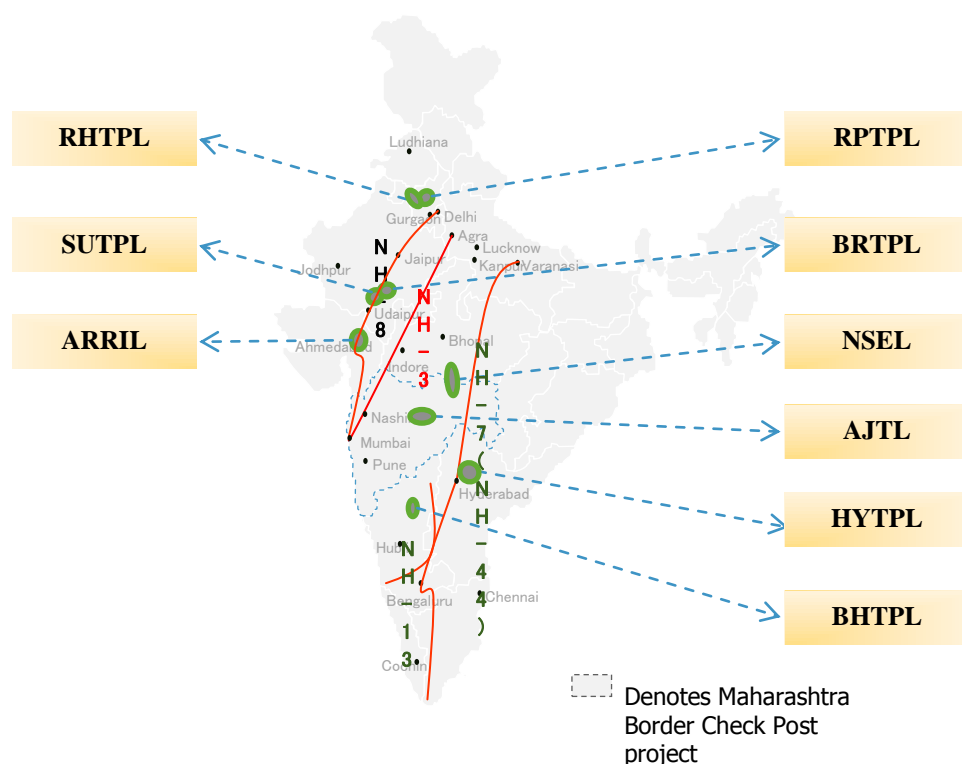 RHTPL
RPTPL
Ludhiana
Gurgaon
Delhi
SUTPL
BRTPL
Agra
Lucknow
Jaipur
Kanpur
Varanasi
Jodhpur
NH-8
NH-3
Udaipur
ARRIL
NSEL
Ahmedabad
Bhopal
Indore
NH-7(NH-44)
Nashik
AJTL
Mumbai
Pune
Hyderabad
HYTPL
Hubli
NH-13
Bengaluru
Chennai
BHTPL
Cochin
Denotes Maharashtra
Border Check Post
project